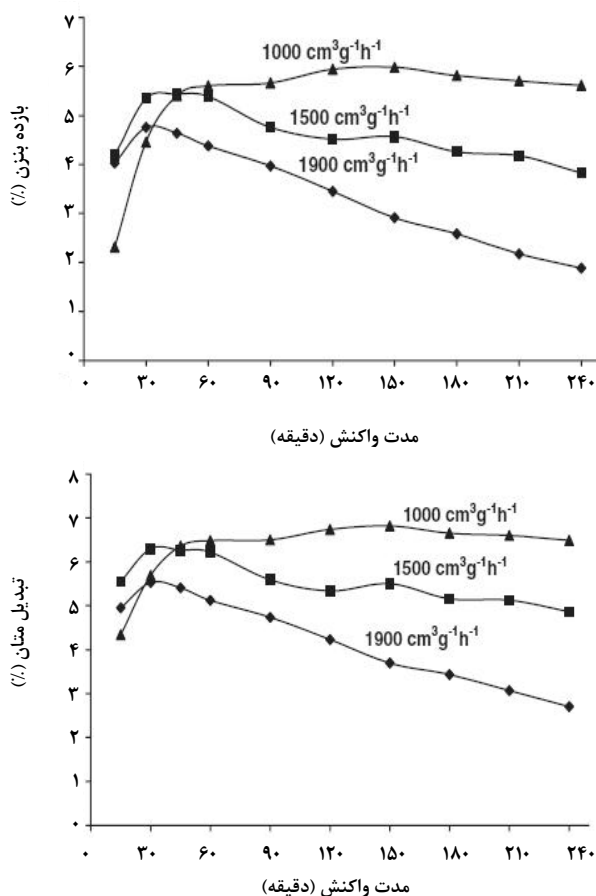 ۷
۶
۵
۴
۳
۲
۱
۰
بازده بنزن (٪)
1000 cm³g⁻¹h⁻¹
1500 cm³g⁻¹h⁻¹
1900 cm³g⁻¹h⁻¹
۰ ۳۰ ۶۰ ۹۰ ۱۲۰ ۱۵۰ ۱۸۰ ۲۱۰ ۲۴۰
مدت واکنش (دقیقه)
۸
۷
۶
۵
۴
۳
۲
۱
۰
تبدیل متان (٪)
1000 cm³g⁻¹h⁻¹
1500 cm³g⁻¹h⁻¹
1900 cm³g⁻¹h⁻¹
۰ ۳۰ ۶۰ ۹۰ ۱۲۰ ۱۵۰ ۱۸۰ ۲۱۰ ۲۴۰
مدت واکنش (دقیقه)